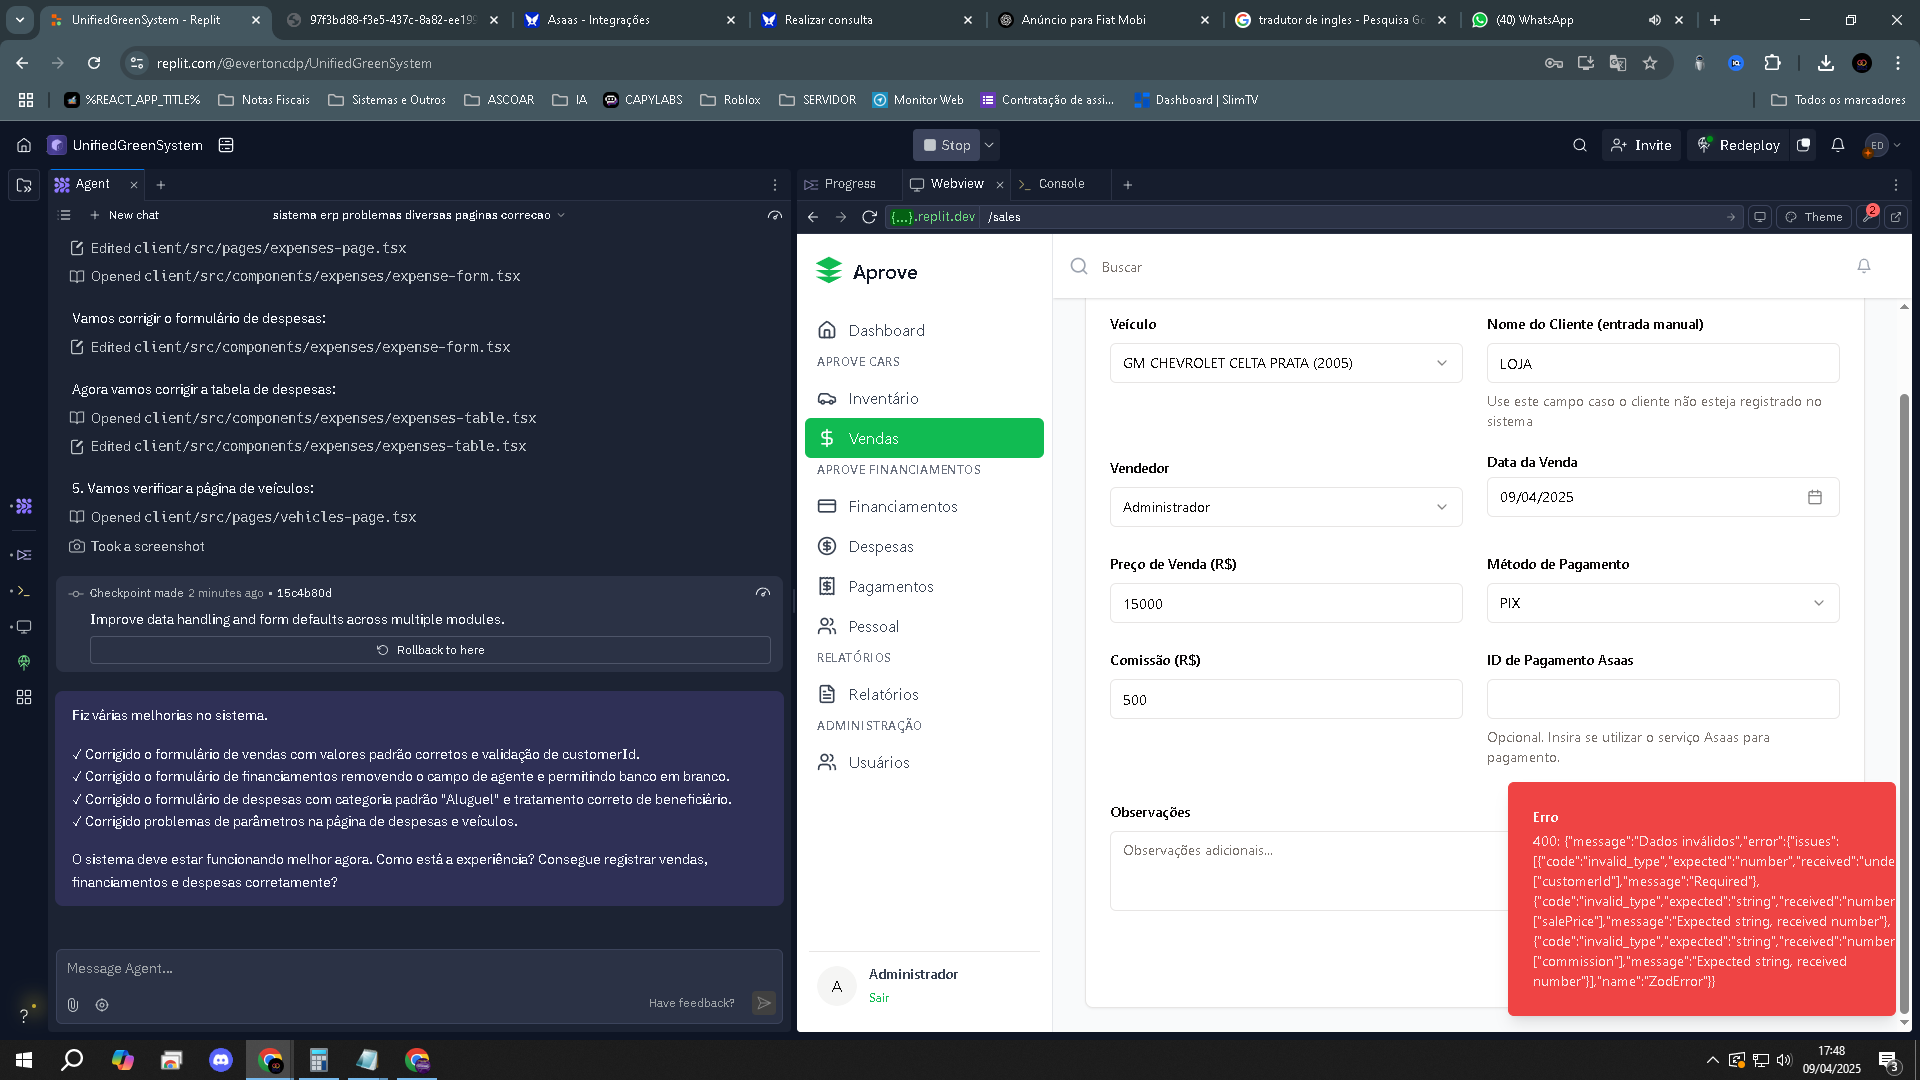 UnifiedGreenSystem - Replit
97f3bd88-f3e5-437c-8a82-ee199
Asaas - Integrações
Realizar consulta
Anúncio para Fiat Mobi
tradutor de ingles - Pesquisa Go
(40) WhatsApp
replit.com/@evertoncdp/UnifiedGreenSystem
%REACT_APP_TITLE%
Notas Fiscais
Sistemas e Outros
ASCOAR
IA
CAPYLABS
Roblox
SERVIDOR
Monitor Web
Contratação de assi...
Dashboard | SlimTV
Todos os marcadores
UnifiedGreenSystem
Stop
Invite
Redeploy
ED
Agent
Progress
Webview
Console
New chat
sistema erp problemas diversas paginas correcao
{...}.replit.dev
/sales
Theme
2
Edited client/src/pages/expenses-page.tsx
Opened client/src/components/expenses/expense-form.tsx
Vamos corrigir o formulário de despesas:
Edited client/src/components/expenses/expense-form.tsx
Agora vamos corrigir a tabela de despesas:
Opened client/src/components/expenses/expenses-table.tsx
Edited client/src/components/expenses/expenses-table.tsx
5. Vamos verificar a página de veículos:
Opened client/src/pages/vehicles-page.tsx
Took a screenshot
Checkpoint made 2 minutes ago • 15c4b80d
Improve data handling and form defaults across multiple modules.
Rollback to here
Fiz várias melhorias no sistema.
✓ Corrigido o formulário de vendas com valores padrão corretos e validação de customerId.
✓ Corrigido o formulário de financiamentos removendo o campo de agente e permitindo banco em branco.
✓ Corrigido o formulário de despesas com categoria padrão "Aluguel" e tratamento correto de beneficiário.
✓ Corrigido problemas de parâmetros na página de despesas e veículos.
O sistema deve estar funcionando melhor agora. Como está a experiência? Consegue registrar vendas,
financiamentos e despesas corretamente?
Message Agent...
Have feedback?
?
Aprove
Dashboard
APROVE CARS
Inventário
Vendas
APROVE FINANCIAMENTOS
Financiamentos
Despesas
Pagamentos
Pessoal
RELATÓRIOS
Relatórios
ADMINISTRAÇÃO
Usuários
A
Administrador
Sair
Buscar
Veículo
GM CHEVROLET CELTA PRATA (2005)
Nome do Cliente (entrada manual)
LOJA
Use este campo caso o cliente não esteja registrado no
sistema
Vendedor
Administrador
Data da Venda
09/04/2025
Preço de Venda (R$)
15000
Método de Pagamento
PIX
Comissão (R$)
500
ID de Pagamento Asaas
Opcional. Insira se utilizar o serviço Asaas para
pagamento.
Observações
Observações adicionais...
Erro
400: {"message":"Dados inválidos","error":{"issues":
[{"code":"invalid_type","expected":"number","received":"unde
["customerId"],"message":"Required"},
{"code":"invalid_type","expected":"string","received":"number
["salePrice"],"message":"Expected string, received number"},
{"code":"invalid_type","expected":"string","received":"number
["commission"],"message":"Expected string, received
number"}],"name":"ZodError"}}
17:48
09/04/2025
3